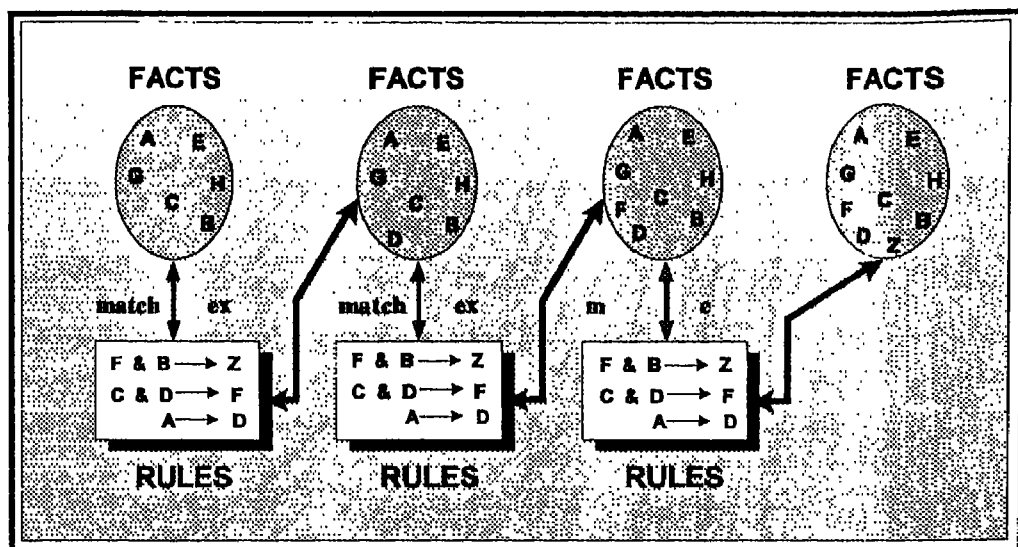 FACTS FACTS FACTS FACTS
A E
G H
C
B
A E
G H
C
B
D
A E
G H
C
F B
D
A E
G H
C
F B
D Z
match ex match ex m e
F & B → Z
C & D → F
A → D
F & B → Z
C & D → F
A → D
F & B → Z
C & D → F
A → D
RULES RULES RULES